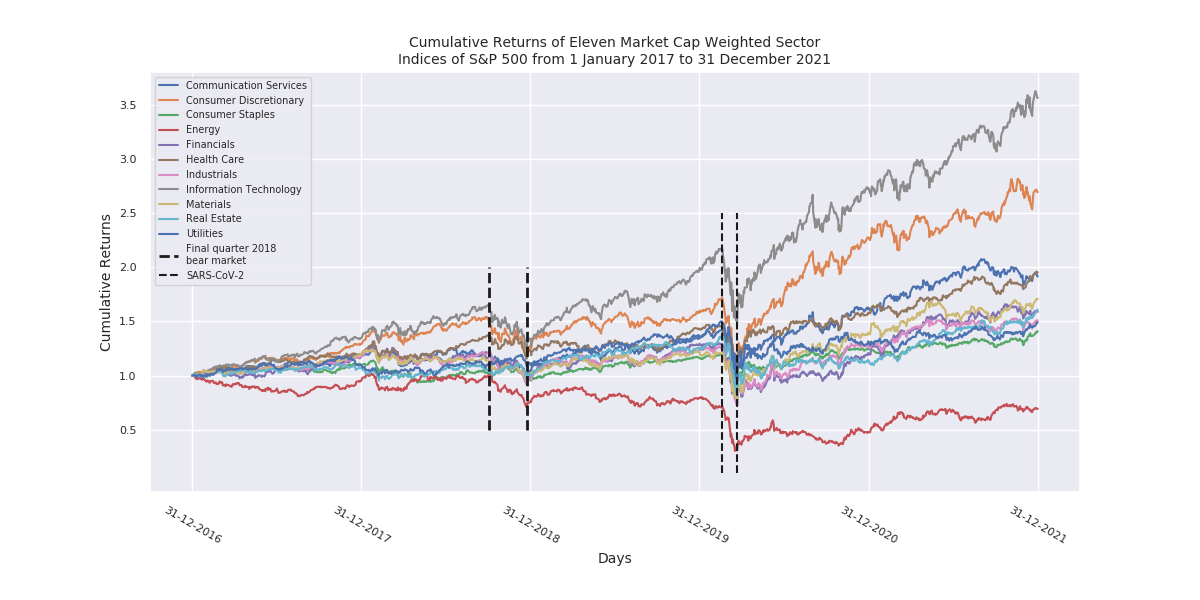 Cumulative Returns of Eleven Market Cap Weighted Sector
Indices of S&P 500 from 1 January 2017 to 31 December 2021
Communication Services
Consumer Discretionary
Consumer Staples
Energy
Financials
Health Care
Industrials
Information Technology
Materials
Real Estate
Utilities
Final quarter 2018
bear market
SARS-CoV-2
Cumulative Returns
3.5
3.0
2.5
2.0
1.5
1.0
0.5
31-12-2016
31-12-2017
31-12-2018
31-12-2019
31-12-2020
31-12-2021
Days